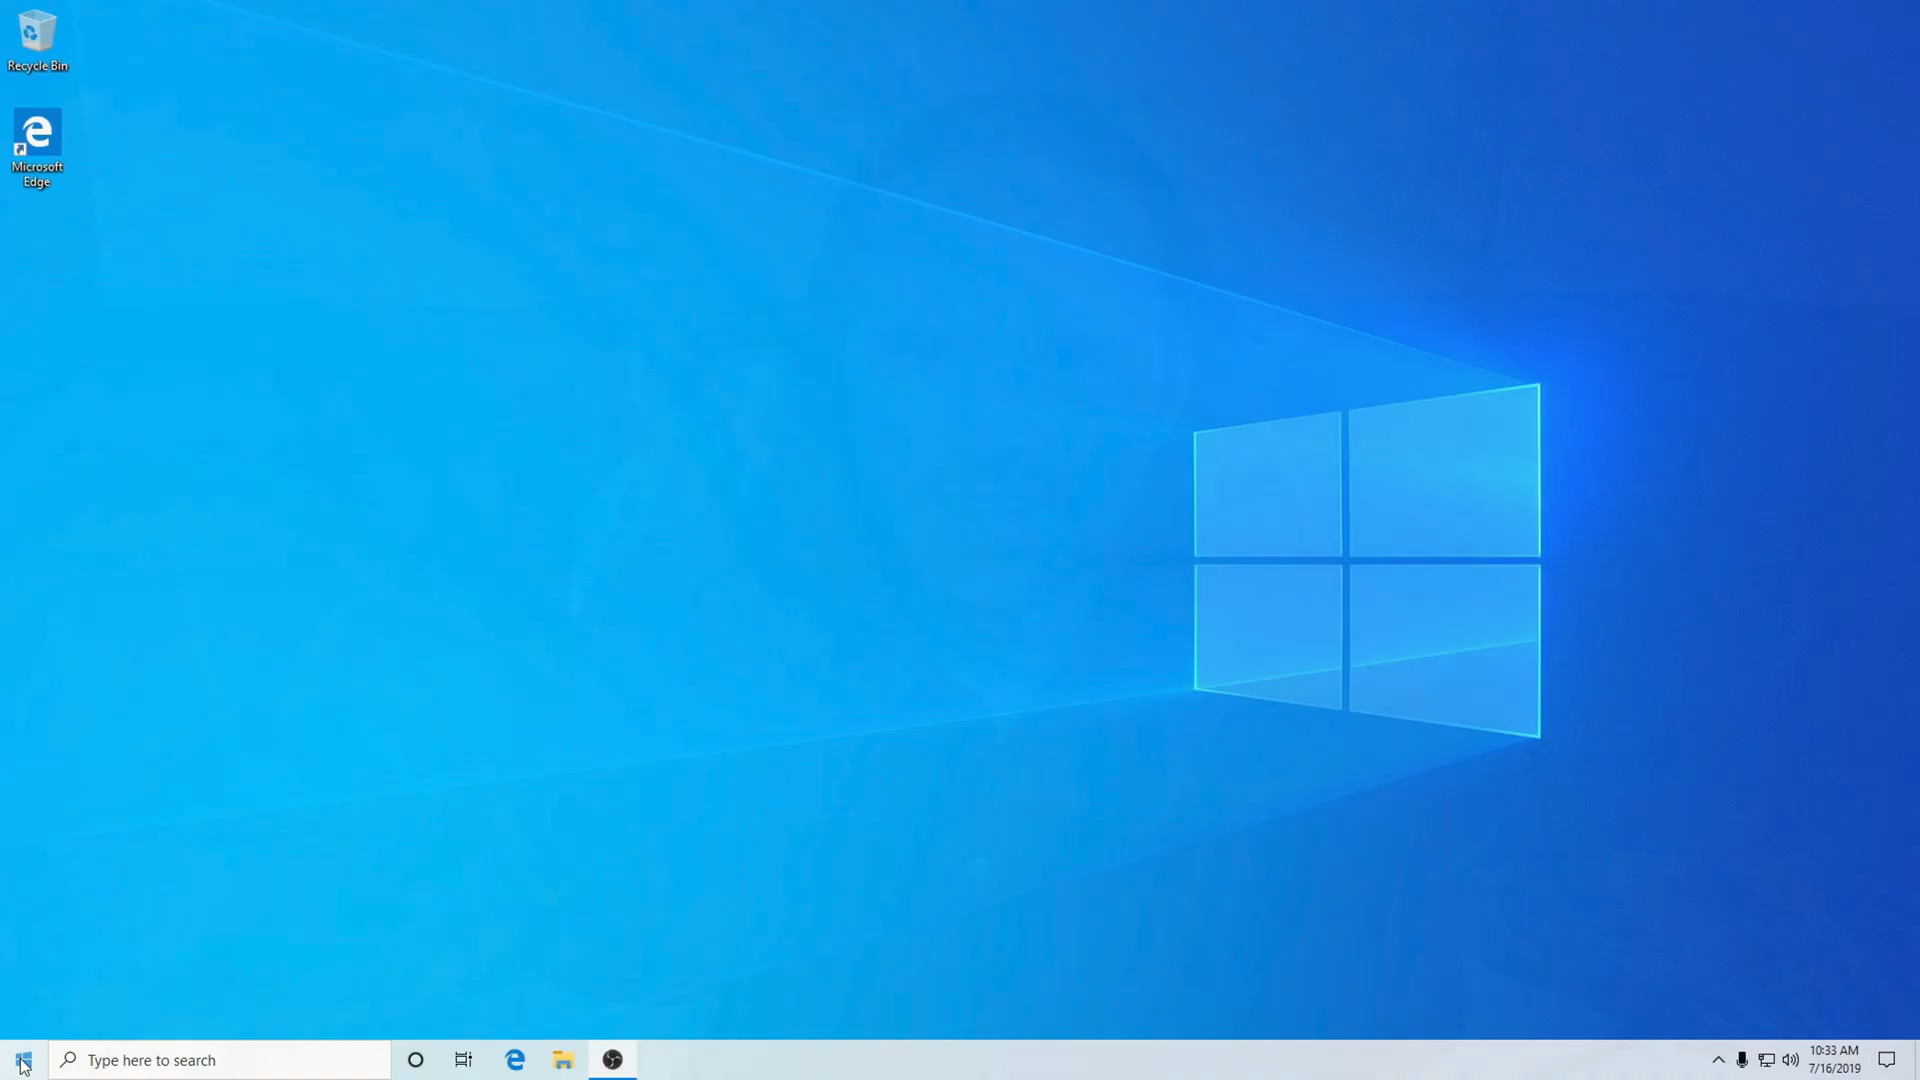 Recycle Bin
Microsoft
Edge
Type here to search
10:33 AM
7/16/2019